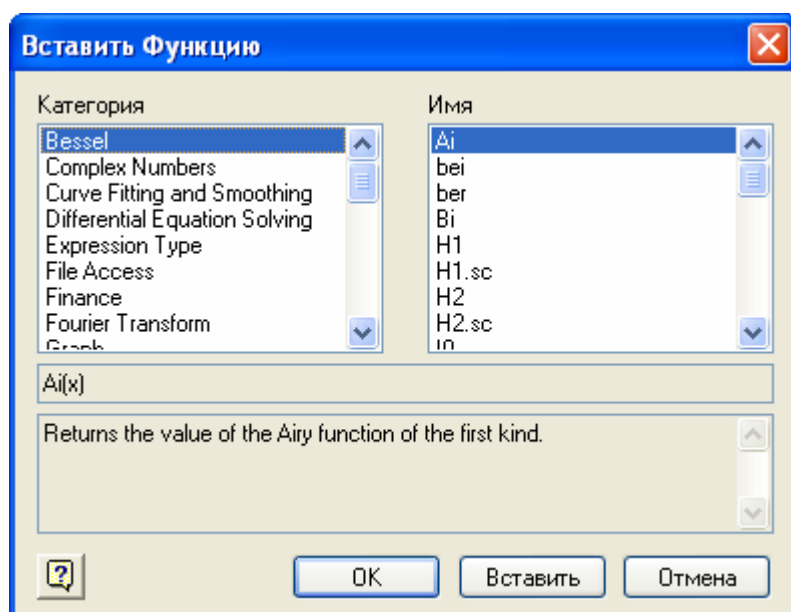 Вставить Функцию
Категория
Имя
Bessel
Complex Numbers
Curve Fitting and Smoothing
Differential Equation Solving
Expression Type
File Access
Finance
Fourier Transform
Graph
Ai
bei
ber
Bi
H1
H1.sc
H2
H2.sc
I0
Ai(x)
Returns the value of the Airy function of the first kind.
OK
Вставить
Отмена